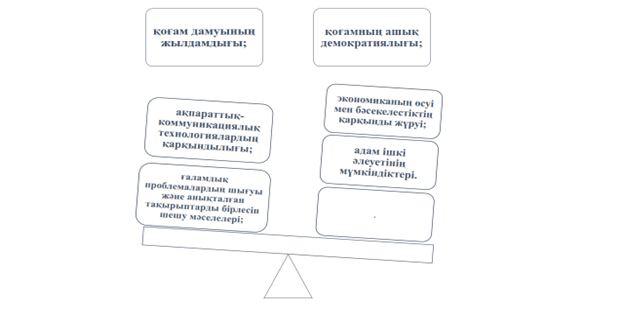 қоғам дамуының
жылдамдығы;
қоғамның ашық
демократиялығы;
ақпараттық-
коммуникациялық
технологиялардың
қарқындылығы;
экономиканың өсуі
мен бәсекелестіктің
қарқынды жүруі;
адам ішкі
әлеуетінің
мүмкіндіктері.
ғаламдық
проблемалардың шығуы
және анықталған
тақырыптарды бірлесіп
шешу мәселелері;
.